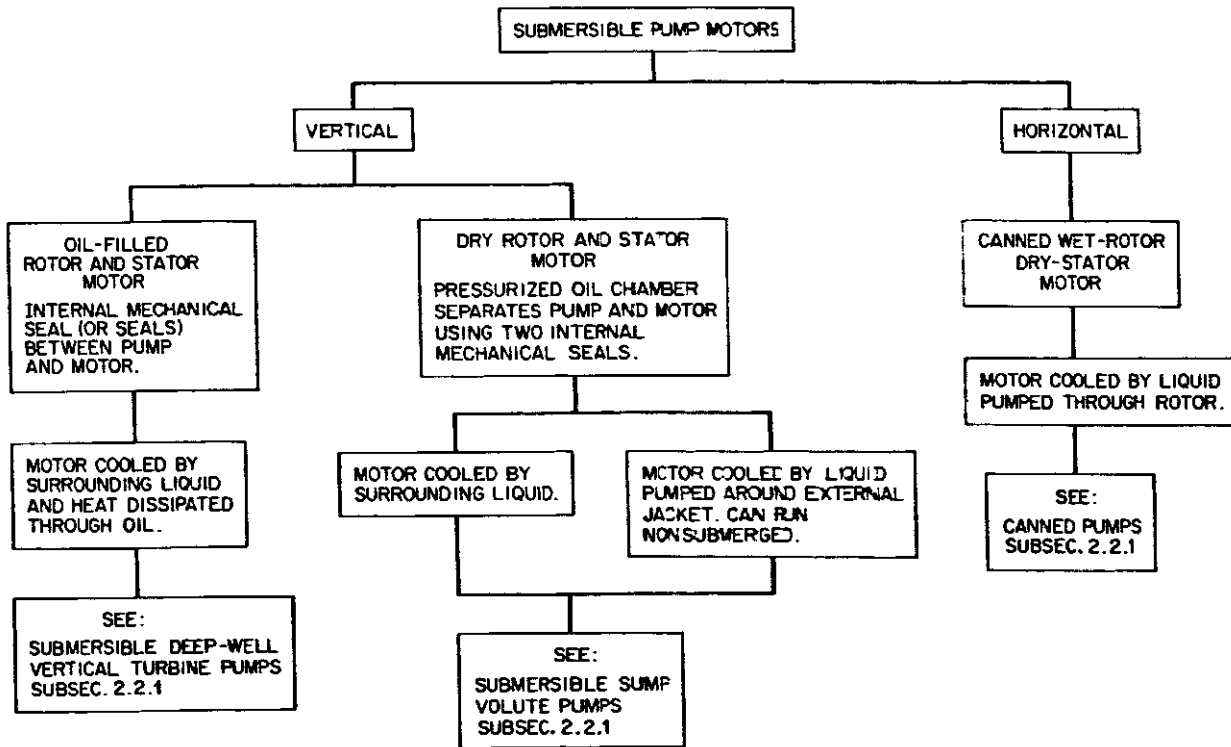 SUBMERSIBLE PUMP MOTORS
VERTICAL
HORIZONTAL
OIL-FILLED
ROTOR AND STATOR
MOTOR
INTERNAL MECHANICAL
SEAL (OR SEALS)
BETWEEN PUMP
AND MOTOR.
DRY ROTOR AND STATOR
MOTOR
PRESSURIZED OIL CHAMBER
SEPARATES PUMP AND MOTOR
USING TWO INTERNAL
MECHANICAL SEALS.
CANNED WET-ROTOR
DRY-STATOR
MOTOR
MOTOR COOLED BY
SURROUNDING LIQUID
AND HEAT DISSIPATED
THROUGH OIL.
MOTOR COOLED BY
SURROUNDING LIQUID.
MOTOR COOLED BY LIQUID
PUMPED AROUND EXTERNAL
JACKET. CAN RUN
NONSUBMERGED.
MOTOR COOLED BY LIQUID
PUMPED THROUGH ROTOR.
SEE:
SUBMERSIBLE DEEP-WELL
VERTICAL TURBINE PUMPS
SUBSEC. 2.2.1
SEE:
SUBMERSIBLE SUMP
VOLUTE PUMPS
SUBSEC. 2.2.1
SEE:
CANNED PUMPS
SUBSEC. 2.2.1